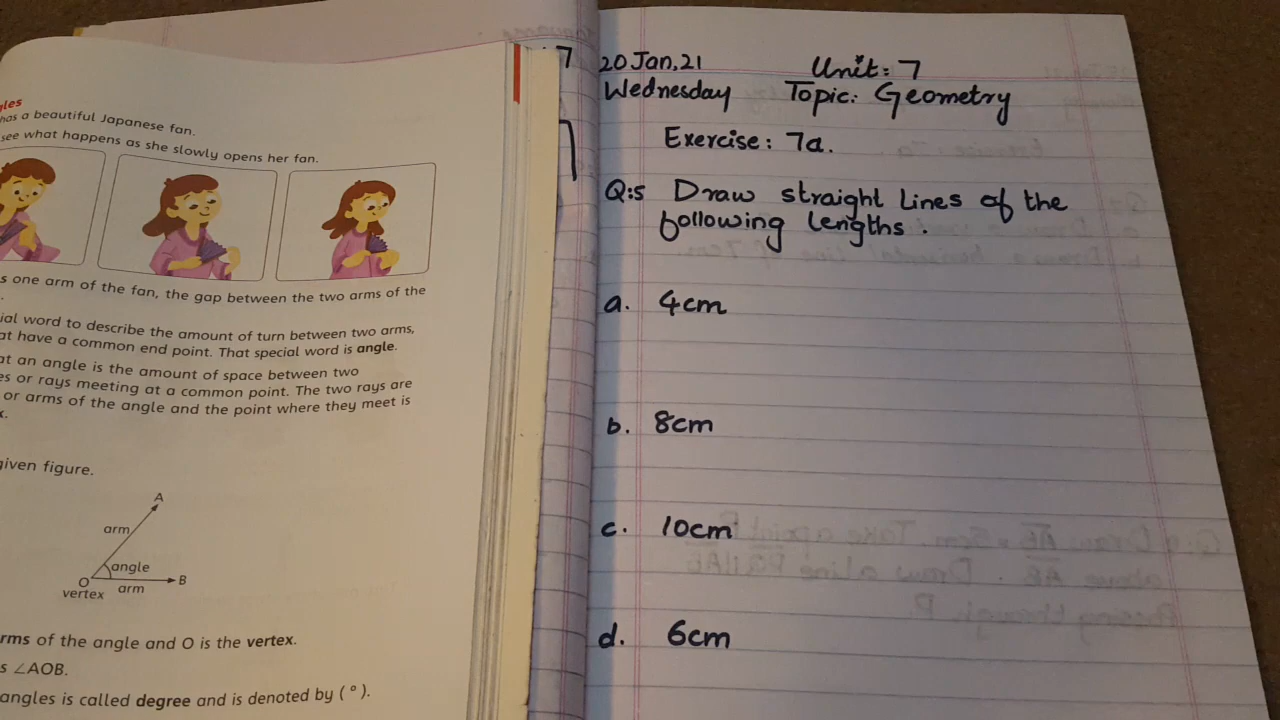 gles
has a beautiful Japanese fan.
see what happens as she slowly opens her fan.
s one arm of the fan, the gap between the two arms of the
ial word to describe the amount of turn between two arms,
at have a common end point. That special word is angle.
at an angle is the amount of space between two
es or rays meeting at a common point. The two rays are
or arms of the angle and the point where they meet is
x.
given figure.
A
arm
angle
O
B
vertex
arm
rms of the angle and O is the vertex.
s ∠AOB.
angles is called degree and is denoted by (°).
7
20 Jan, 21 Unit: 7
Wednesday Topic: Geometry
Exercise: 7a.
Q:5 Draw straight lines of the
following lengths.
a. 4cm
b. 8cm
c. 10cm
d. 6cm